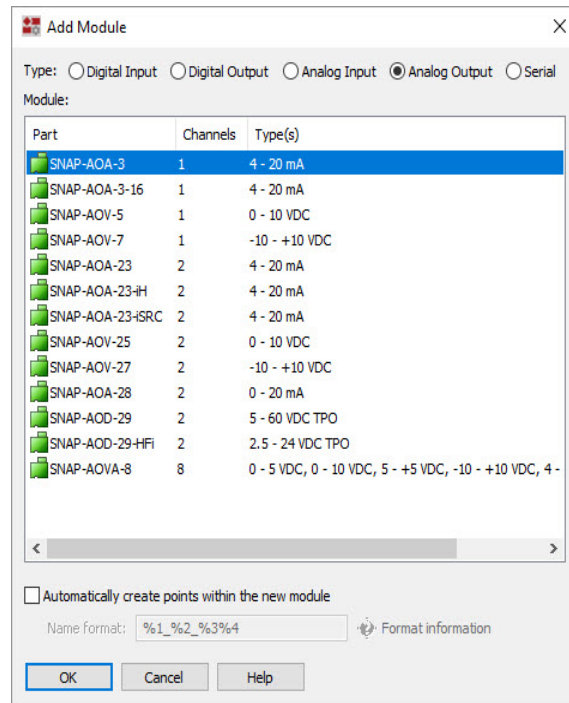 Add Module
Type: Digital Input Digital Output Analog Input Analog Output Serial
Module:
Part Channels Type(s)
SNAP-AOA-3 1 4 - 20 mA
SNAP-AOA-3-16 1 4 - 20 mA
SNAP-AOV-5 1 0 - 10 VDC
SNAP-AOV-7 1 -10 - +10 VDC
SNAP-AOA-23 2 4 - 20 mA
SNAP-AOA-23-iH 2 4 - 20 mA
SNAP-AOA-23-iSRC 2 4 - 20 mA
SNAP-AOV-25 2 0 - 10 VDC
SNAP-AOV-27 2 -10 - +10 VDC
SNAP-AOA-28 2 0 - 20 mA
SNAP-AOD-29 2 5 - 60 VDC TPO
SNAP-AOD-29-HFi 2 2.5 - 24 VDC TPO
SNAP-AOVA-8 8 0 - 5 VDC, 0 - 10 VDC, 5 - +5 VDC, -10 - +10 VDC, 4 -
Automatically create points within the new module
Name format: %1_%2_%3%4 Format information
OK Cancel Help